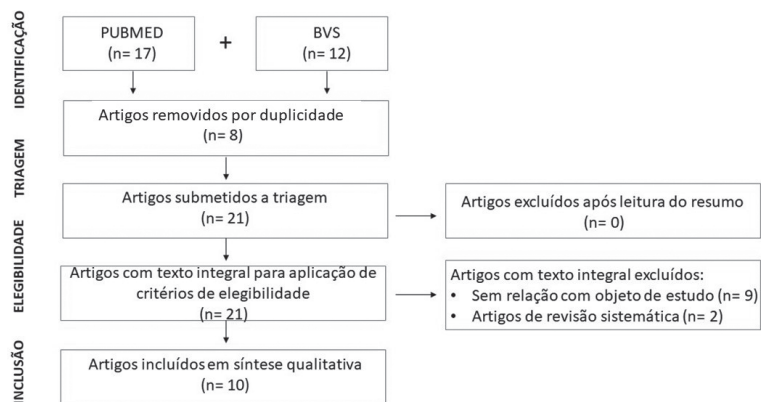 IDENTIFICAÇÃO
PUBMED
(n= 17)
+
BVS
(n= 12)
Artigos removidos por duplicidade
(n= 8)
TRIAGEM
Artigos submetidos a triagem
(n= 21)
Artigos excluídos após leitura do resumo
(n= 0)
ELEGIBILIDADE
Artigos com texto integral para aplicação de
critérios de elegibilidade
(n= 21)
Artigos com texto integral excluídos:
• Sem relação com objeto de estudo (n= 9)
• Artigos de revisão sistemática (n= 2)
INCLUSÃO
Artigos incluídos em síntese qualitativa
(n= 10)